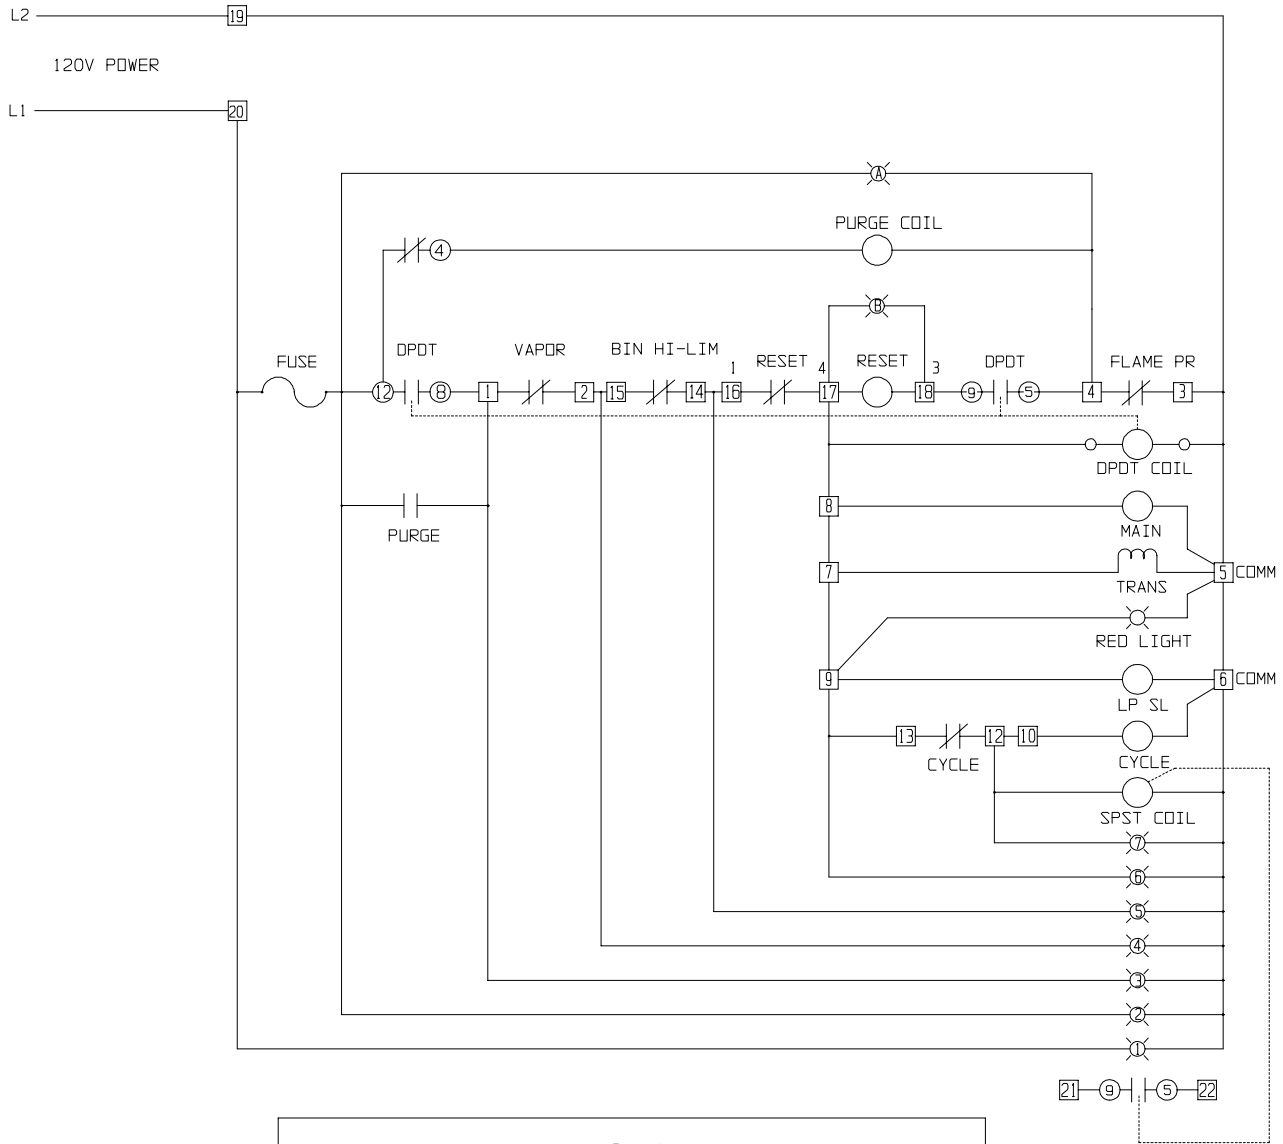 L2 19
120V POWER
L1 20
A
PURGE COIL
4
B
FUSE DPDT VAPOR BIN HI-LIM 1 RESET 4 RESET 3 DPDT FLAME PR
12 8 1 2 15 14 16 17 18 9 5 4 3
DPDT COIL
8
PURGE
MAIN
7 5 COMM
TRANS
RED LIGHT
9 6 COMM
LP SL
13 12 10
CYCLE CYCLE
SPST COIL
7
6
5
4
3
2
1
21 9 5 22